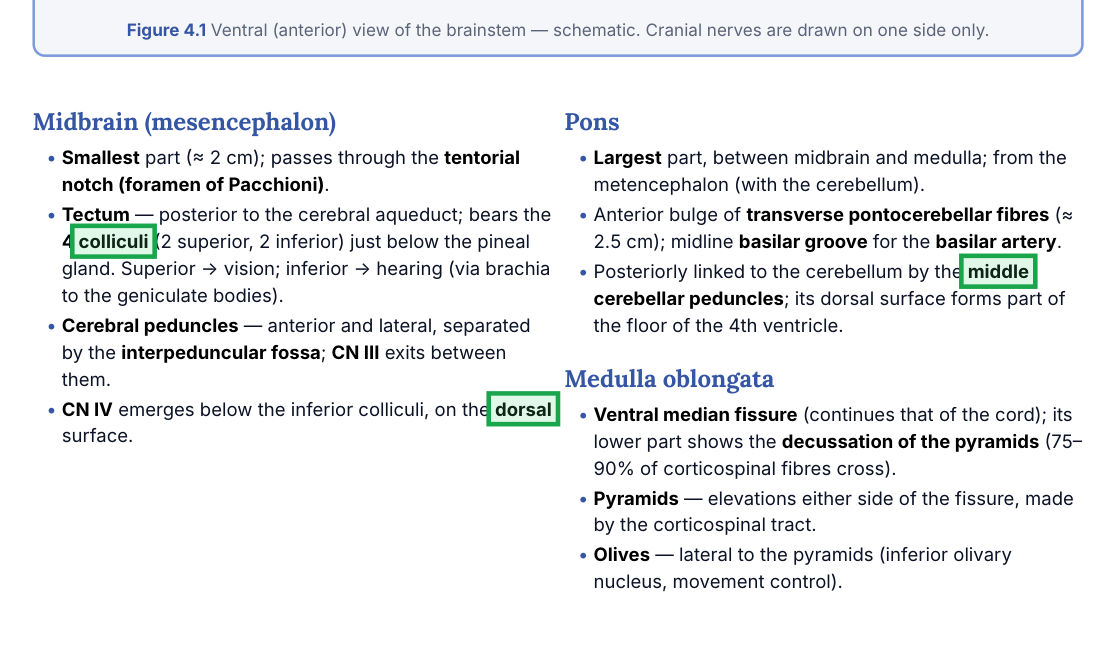 Figure 4.1 Ventral (anterior) view of the brainstem — schematic. Cranial nerves are drawn on one side only.
Midbrain (mesencephalon)
• Smallest part (≈ 2 cm); passes through the tentorial
notch (foramen of Pacchioni).
• Tectum — posterior to the cerebral aqueduct; bears the
4 colliculi (2 superior, 2 inferior) just below the pineal
gland. Superior → vision; inferior → hearing (via brachia
to the geniculate bodies).
• Cerebral peduncles — anterior and lateral, separated
by the interpeduncular fossa; CN III exits between
them.
• CN IV emerges below the inferior colliculi, on the dorsal
surface.
Pons
• Largest part, between midbrain and medulla; from the
metencephalon (with the cerebellum).
• Anterior bulge of transverse pontocerebellar fibres (≈
2.5 cm); midline basilar groove for the basilar artery.
• Posteriorly linked to the cerebellum by the middle
cerebellar peduncles; its dorsal surface forms part of
the floor of the 4th ventricle.
Medulla oblongata
• Ventral median fissure (continues that of the cord); its
lower part shows the decussation of the pyramids (75–
90% of corticospinal fibres cross).
• Pyramids — elevations either side of the fissure, made
by the corticospinal tract.
• Olives — lateral to the pyramids (inferior olivary
nucleus, movement control).